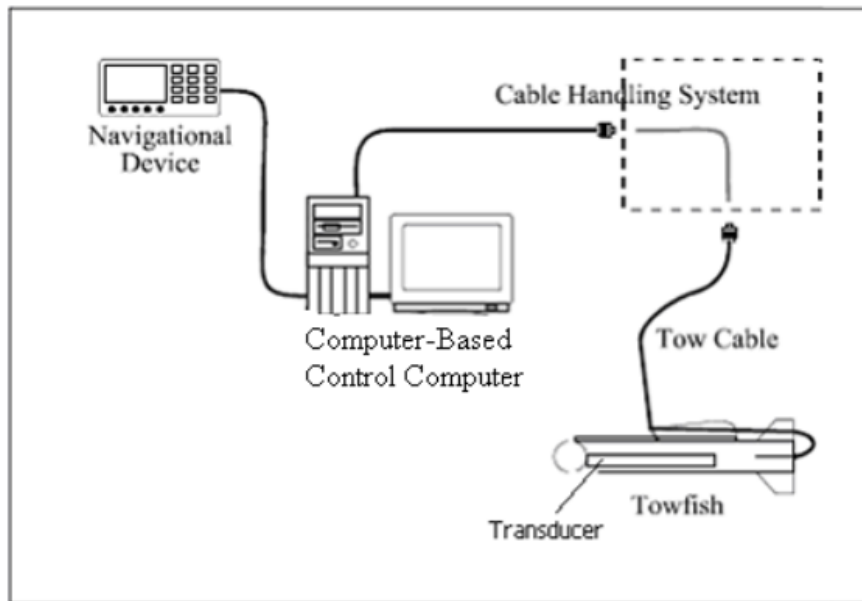 Cable Handling System
Navigational
Device
Computer-Based
Control Computer
Tow Cable
Towfish
Transducer